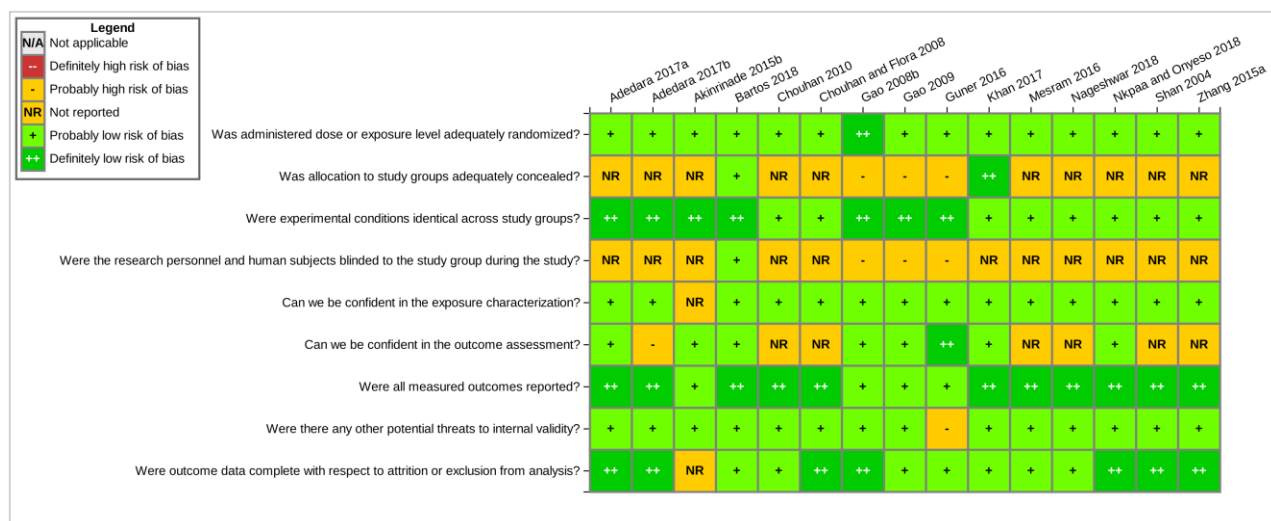 Legend
N/A Not applicable
-- Definitely high risk of bias
- Probably high risk of bias
NR Not reported
+ Probably low risk of bias
++ Definitely low risk of bias
Adedara 2017a
Adedara 2017b
Akinrinade 2015b
Bartos 2018
Chouhan 2010
Chouhan and Flora 2008
Gao 2008b
Gao 2009
Guner 2016
Khan 2017
Mesram 2016
Nageshwar 2018
Nkpaa and Onyeso 2018
Shan 2004
Zhang 2015a
Was administered dose or exposure level adequately randomized? + + + + + + ++ + + + + + + + +
Was allocation to study groups adequately concealed? NR NR NR + NR NR - - - ++ NR NR NR NR NR
Were experimental conditions identical across study groups? ++ ++ ++ ++ + + ++ ++ ++ + + + + + +
Were the research personnel and human subjects blinded to the study group during the study? NR NR NR + NR NR - - - NR NR NR NR NR NR
Can we be confident in the exposure characterization? + + NR + + + + + + + + + + + +
Can we be confident in the outcome assessment? + - + + NR NR + + ++ + NR NR + NR NR
Were all measured outcomes reported? ++ ++ + ++ ++ ++ + + + ++ ++ ++ ++ ++ ++
Were there any other potential threats to internal validity? + + + + + + + + - + + + + + +
Were outcome data complete with respect to attrition or exclusion from analysis? ++ ++ NR + + ++ ++ + + + + + ++ ++ ++